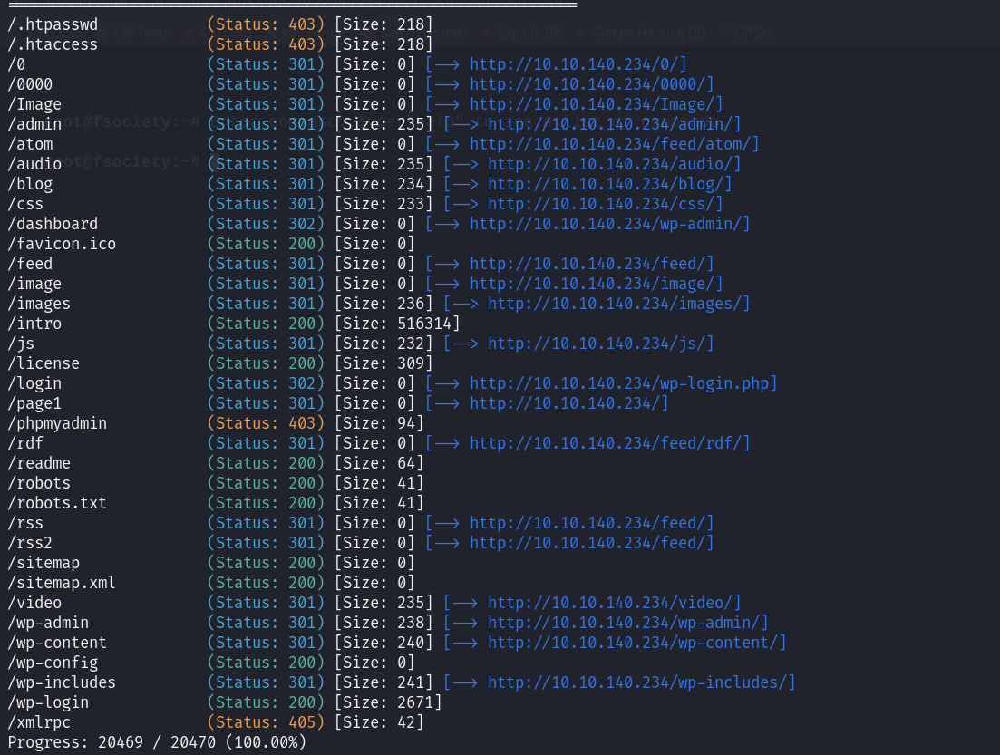 /.htpasswd (Status: 403) [Size: 218]
/.htaccess (Status: 403) [Size: 218]
/0 (Status: 301) [Size: 0] [--> http://10.10.140.234/0/]
/0000 (Status: 301) [Size: 0] [--> http://10.10.140.234/0000/]
/Image (Status: 301) [Size: 0] [--> http://10.10.140.234/Image/]
/admin (Status: 301) [Size: 235] [--> http://10.10.140.234/admin/]
/atom (Status: 301) [Size: 0] [--> http://10.10.140.234/feed/atom/]
/audio (Status: 301) [Size: 235] [--> http://10.10.140.234/audio/]
/blog (Status: 301) [Size: 234] [--> http://10.10.140.234/blog/]
/css (Status: 301) [Size: 233] [--> http://10.10.140.234/css/]
/dashboard (Status: 302) [Size: 0] [--> http://10.10.140.234/wp-admin/]
/favicon.ico (Status: 200) [Size: 0]
/feed (Status: 301) [Size: 0] [--> http://10.10.140.234/feed/]
/image (Status: 301) [Size: 0] [--> http://10.10.140.234/image/]
/images (Status: 301) [Size: 236] [--> http://10.10.140.234/images/]
/intro (Status: 200) [Size: 516314]
/js (Status: 301) [Size: 232] [--> http://10.10.140.234/js/]
/license (Status: 200) [Size: 309]
/login (Status: 302) [Size: 0] [--> http://10.10.140.234/wp-login.php]
/page1 (Status: 301) [Size: 0] [--> http://10.10.140.234/]
/phpmyadmin (Status: 403) [Size: 94]
/rdf (Status: 301) [Size: 0] [--> http://10.10.140.234/feed/rdf/]
/readme (Status: 200) [Size: 64]
/robots (Status: 200) [Size: 41]
/robots.txt (Status: 200) [Size: 41]
/rss (Status: 301) [Size: 0] [--> http://10.10.140.234/feed/]
/rss2 (Status: 301) [Size: 0] [--> http://10.10.140.234/feed/]
/sitemap (Status: 200) [Size: 0]
/sitemap.xml (Status: 200) [Size: 0]
/video (Status: 301) [Size: 235] [--> http://10.10.140.234/video/]
/wp-admin (Status: 301) [Size: 238] [--> http://10.10.140.234/wp-admin/]
/wp-content (Status: 301) [Size: 240] [--> http://10.10.140.234/wp-content/]
/wp-config (Status: 200) [Size: 0]
/wp-includes (Status: 301) [Size: 241] [--> http://10.10.140.234/wp-includes/]
/wp-login (Status: 200) [Size: 2671]
/xmlrpc (Status: 405) [Size: 42]
Progress: 20469 / 20470 (100.00%)
Kali Tools
Exploit-DB
Google Hacking DB
OffSec